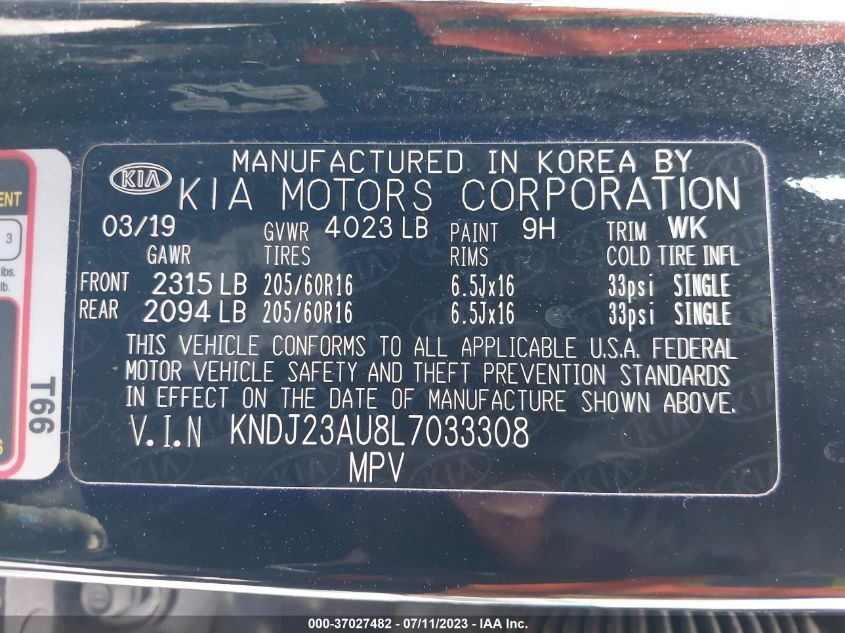 MANUFACTURED IN KOREA BY
KIA KIA MOTORS CORPORATION
03/19 GVWR 4023 LB PAINT 9H TRIM WK
GAWR TIRES RIMS COLD TIRE INFL
FRONT 2315 LB 205/60R16 6.5Jx16 33psi SINGLE
REAR 2094 LB 205/60R16 6.5Jx16 33psi SINGLE
THIS VEHICLE CONFORMS TO ALL APPLICABLE U.S.A. FEDERAL
MOTOR VEHICLE SAFETY AND THEFT PREVENTION STANDARDS
IN EFFECT ON THE DATE OF MANUFACTURE SHOWN ABOVE.
V.I.N KNDJ23AU8L7033308
MPV
3
lbs.
lb.
T66
000-37027482 - 07/11/2023 - © IAA, Inc.